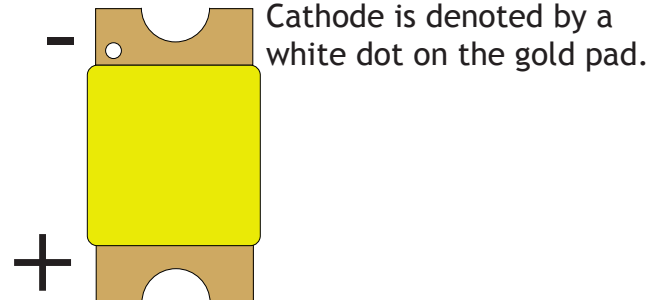 Cathode is denoted by a
- white dot on the gold pad.
+